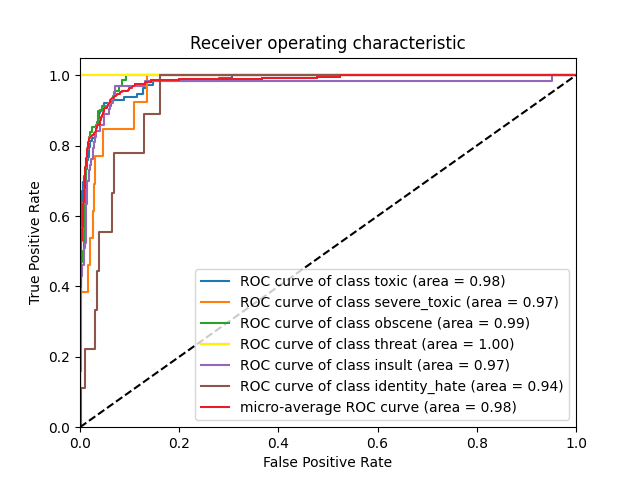 Receiver operating characteristic
True Positive Rate
1.0
0.8
0.6
0.4
0.2
0.0
ROC curve of class toxic (area = 0.98)
ROC curve of class severe_toxic (area = 0.97)
ROC curve of class obscene (area = 0.99)
ROC curve of class threat (area = 1.00)
ROC curve of class insult (area = 0.97)
ROC curve of class identity_hate (area = 0.94)
micro-average ROC curve (area = 0.98)
0.0 0.2 0.4 0.6 0.8 1.0
False Positive Rate